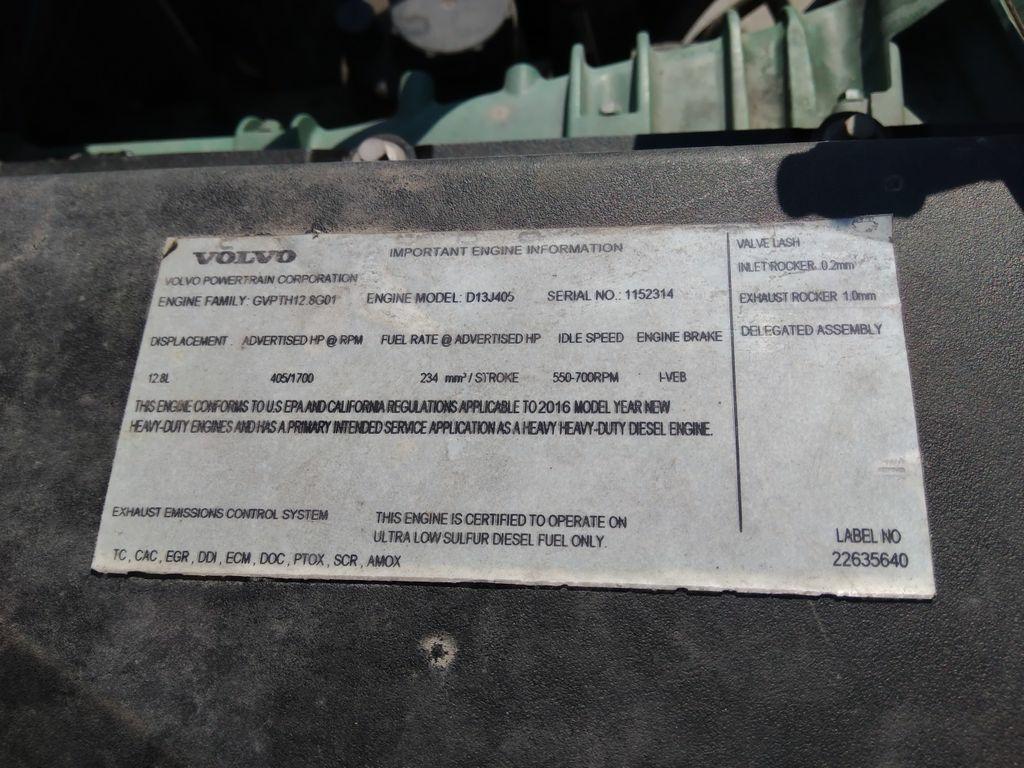 VOLVO
IMPORTANT ENGINE INFORMATION
VOLVO POWERTRAIN CORPORATION
ENGINE FAMILY: GVPTH12.8G01 ENGINE MODEL: D13J405 SERIAL NO.: 1152314
DISPLACEMENT. ADVERTISED HP @ RPM FUEL RATE @ ADVERTISED HP IDLE SPEED ENGINE BRAKE
12.8L 405/1700 234 mm³ / STROKE 550-700RPM I-VEB
THIS ENGINE CONFORMS TO U.S EPA AND CALIFORNIA REGULATIONS APPLICABLE TO 2016 MODEL YEAR NEW
HEAVY-DUTY ENGINES AND HAS A PRIMARY INTENDED SERVICE APPLICATION AS A HEAVY HEAVY-DUTY DIESEL ENGINE.
EXHAUST EMISSIONS CONTROL SYSTEM
TC, CAC, EGR, DDI, ECM, DOC, PTOX, SCR, AMOX
THIS ENGINE IS CERTIFIED TO OPERATE ON
ULTRA LOW SULFUR DIESEL FUEL ONLY.
VALVE LASH
INLET ROCKER 0.2mm
EXHAUST ROCKER 1.0mm
DELEGATED ASSEMBLY
LABEL NO
22635640